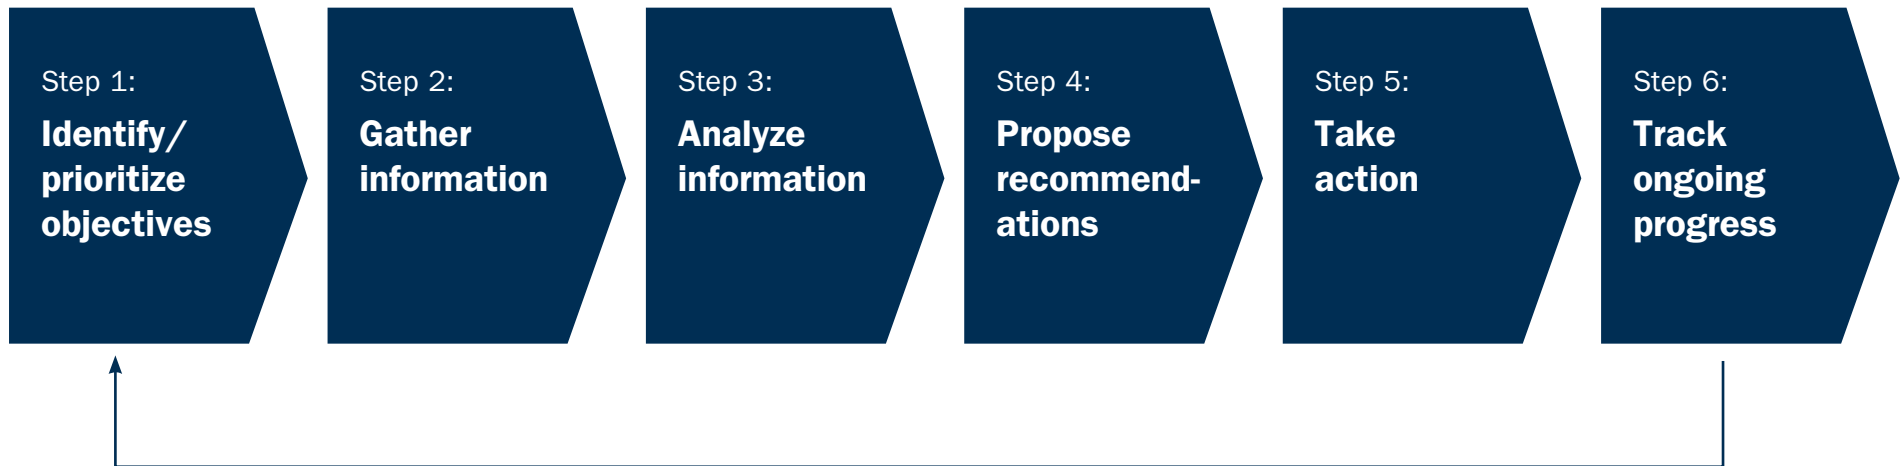 Step 1:
Identify/
prioritize
objectives
Step 2:
Gather
information
Step 3:
Analyze
information
Step 4:
Propose
recommend-
ations
Step 5:
Take
action
Step 6:
Track
ongoing
progress